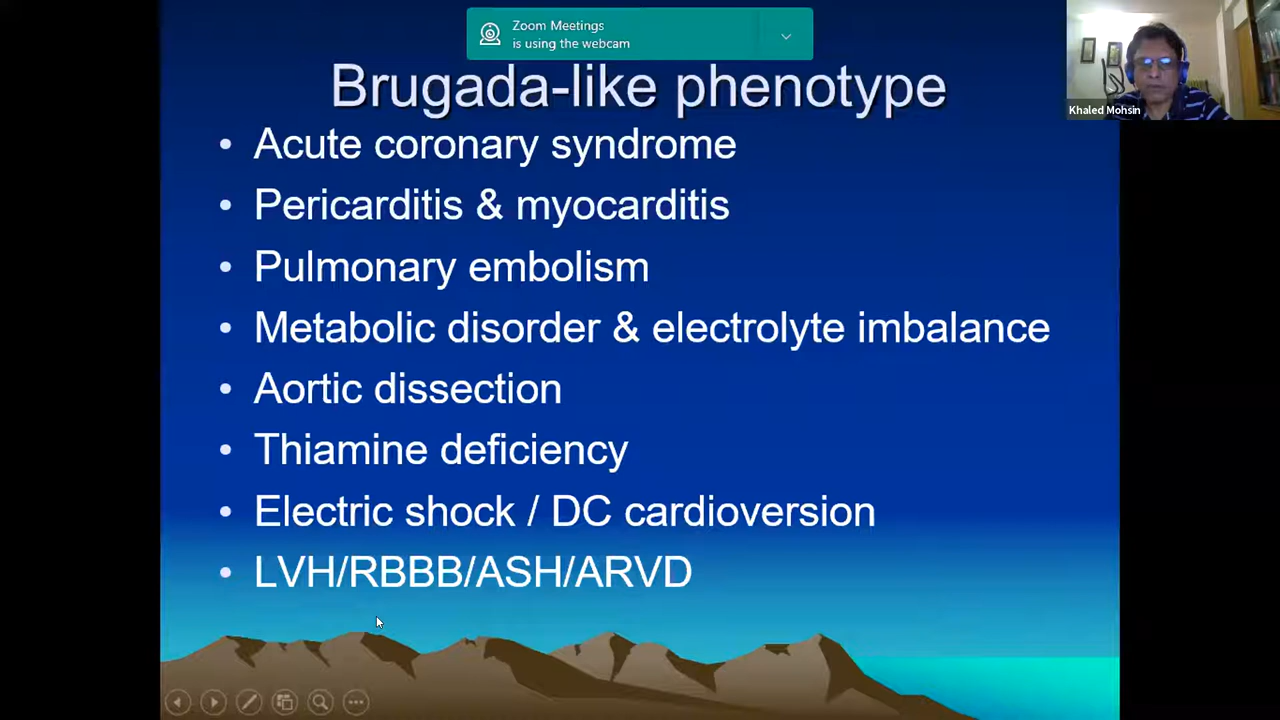 Zoom Meetings
is using the webcam
Brugada-like phenotype
Khaled Mohsin
• Acute coronary syndrome
• Pericarditis & myocarditis
• Pulmonary embolism
• Metabolic disorder & electrolyte imbalance
• Aortic dissection
• Thiamine deficiency
• Electric shock / DC cardioversion
• LVH/RBBB/ASH/ARVD